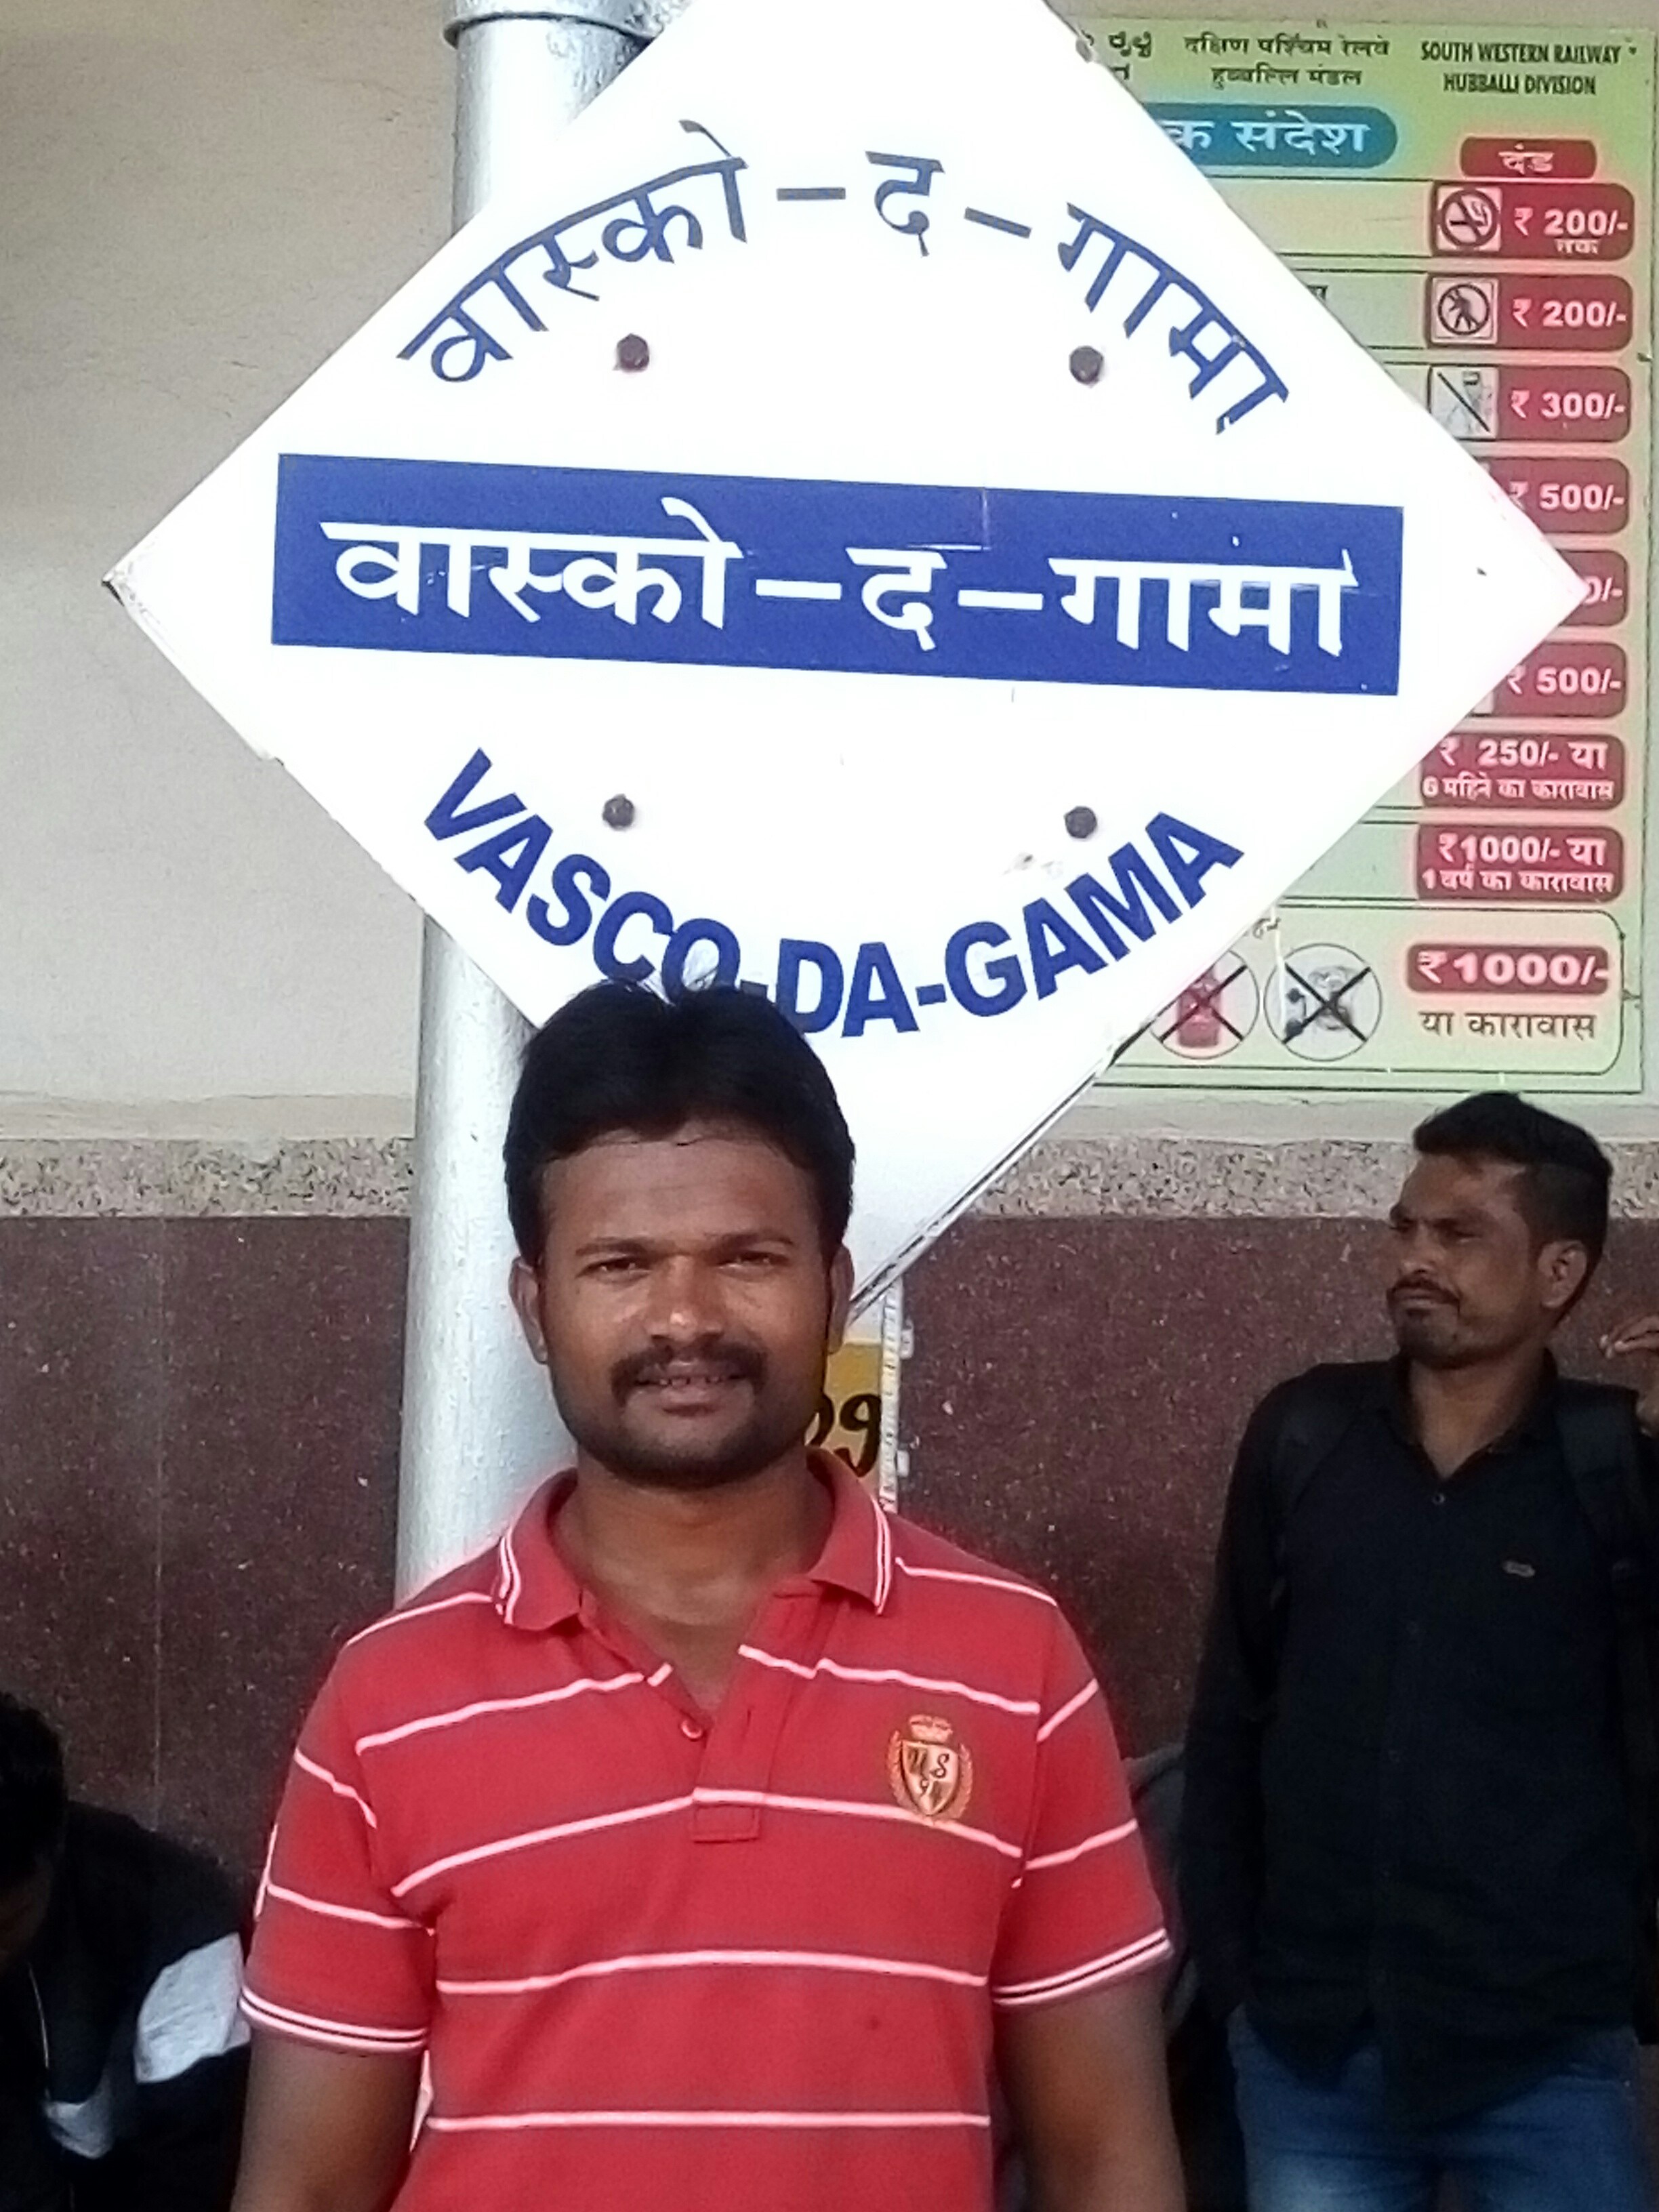 वास्को-द-गामा
वास्को-द-गामा
VASCO-DA-GAMA
दक्षिण पश्चिम रेलवे
हुब्बल्लि मंडल
SOUTH WESTERN RAILWAY
HUBBALLI DIVISION
संदेश
दंड
₹ 200/-
तक
₹ 200/-
₹ 300/-
₹ 500/-
₹ 500/-
₹ 250/- या
6 महिने का कारावास
₹1000/- या
1 वर्ष का कारावास
₹1000/-
या कारावास